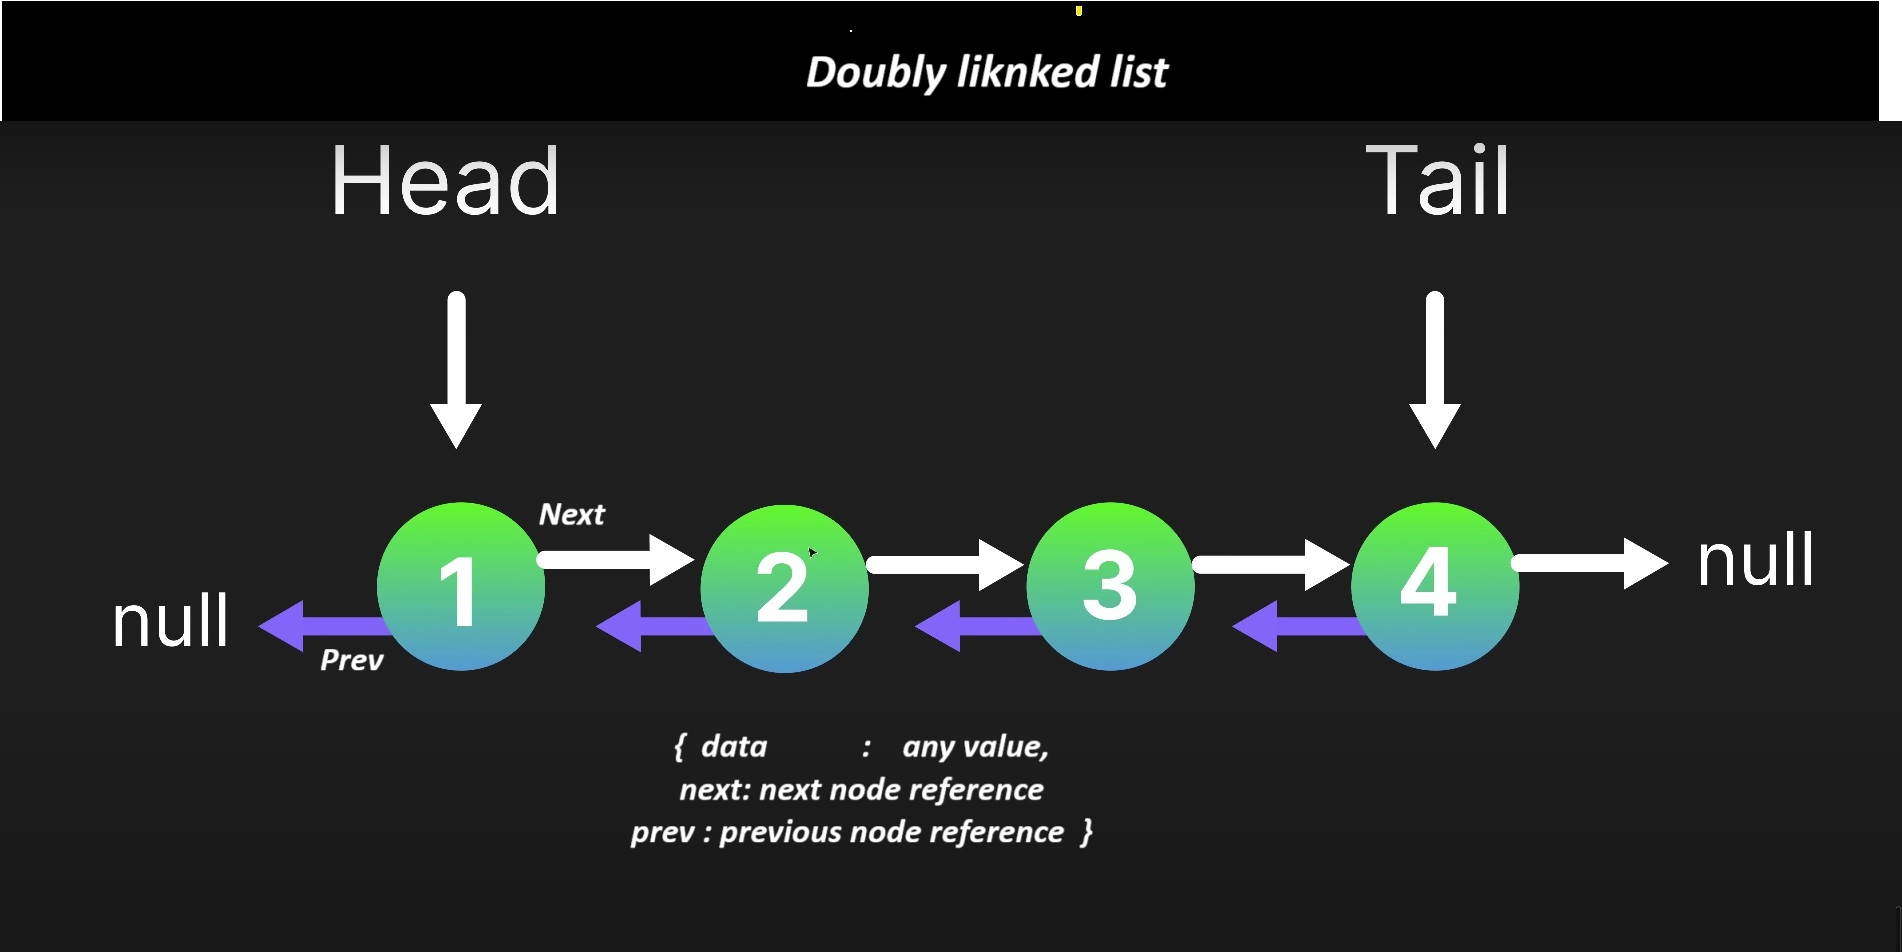 Doubly liknked list
Head
Tail
Next
1
2
3
4
null
null
Prev
{ data : any value,
next: next node reference
prev : previous node reference }